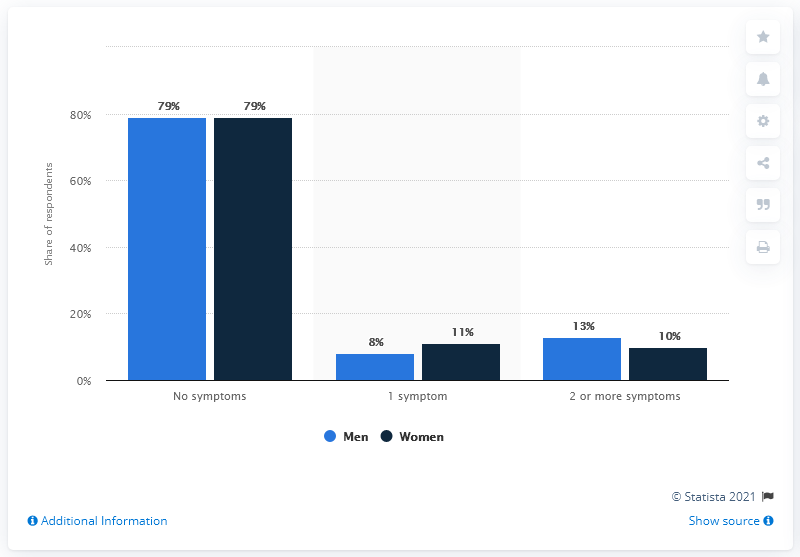 79%
79%
80%
60%
Share of respondents
40%
20%
13%
11%
10%
8%
0%
No symptoms
1 symptom
2 or more symptoms
Men
Women
© Statista 2021
Additional Information
Show source